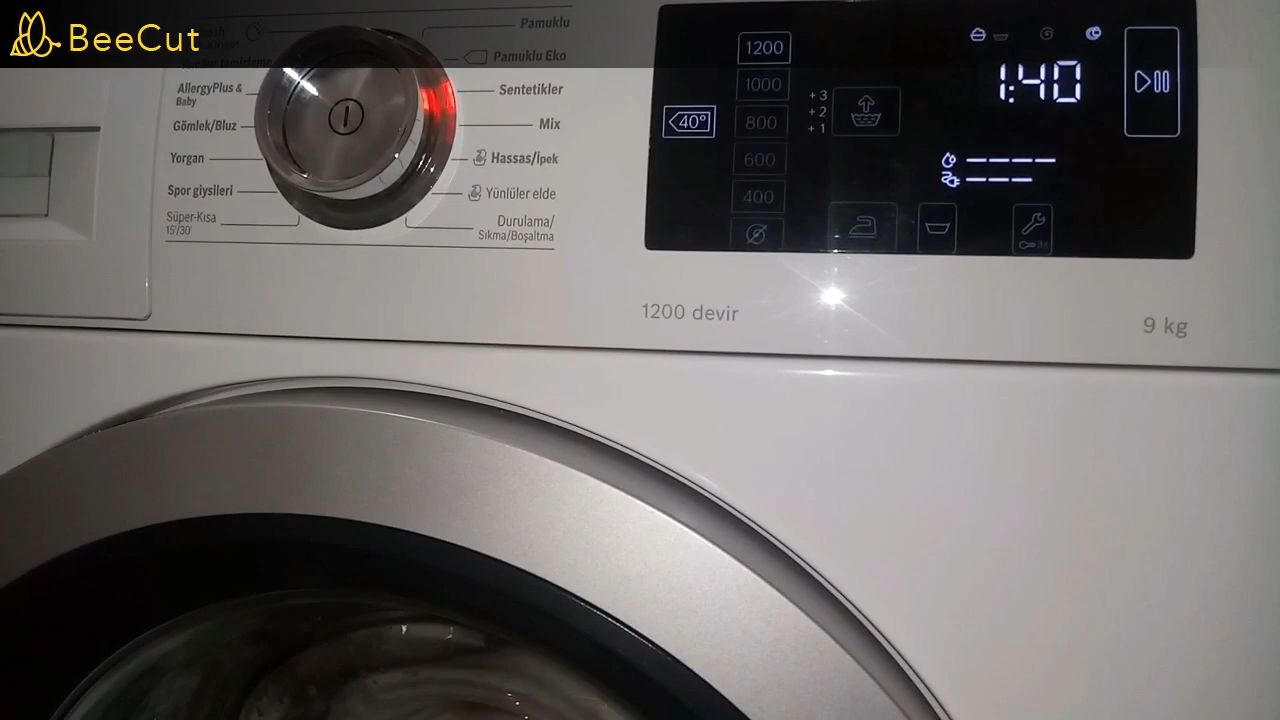 BeeCut
Pamuklu
Pamuklu Eko
Sentetikler
Mix
Hassas/İpek
Yünlüler elde
Durulama/
Sıkma/Boşaltma
AllergyPlus &
Baby
Gömlek/Bluz
Yorgan
Spor giysileri
Süper-Kısa
15'/30'
40°
1200
1000
800
600
400
+ 3
+ 2
+ 1
1:40
3s
1200 devir
9 kg